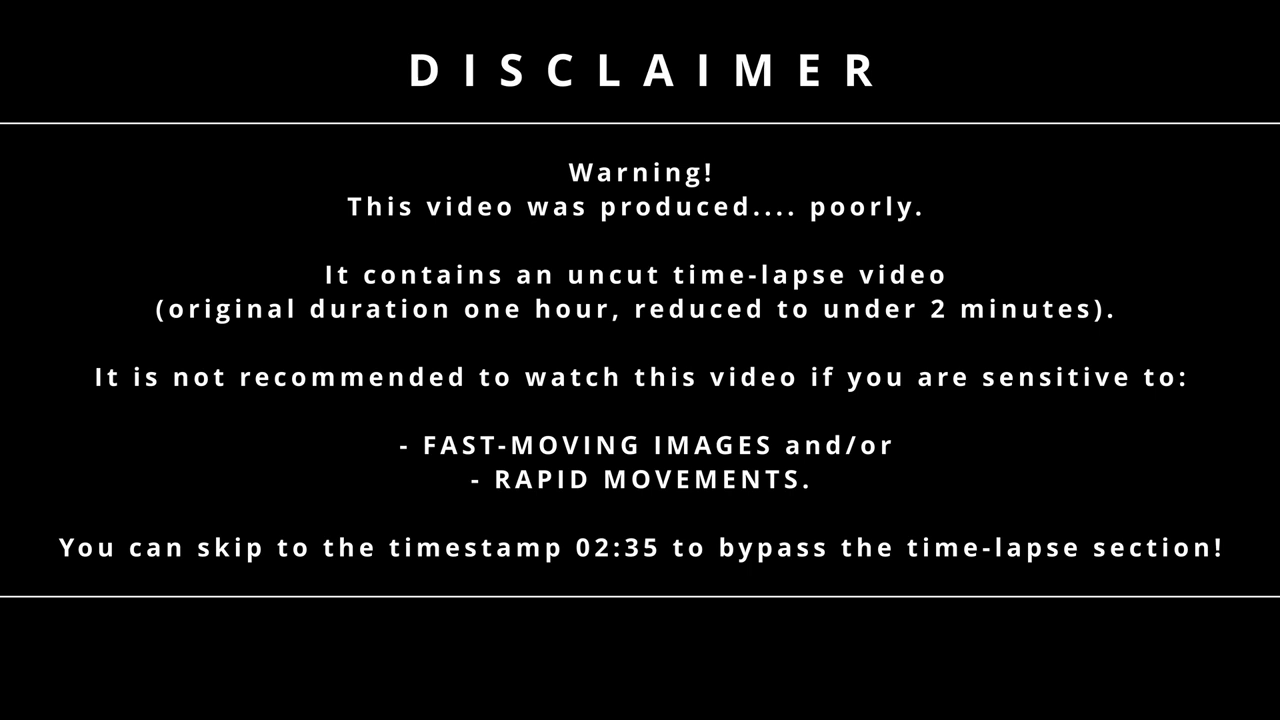 DISCLAIMER
Warning!
This video was produced.... poorly.
It contains an uncut time-lapse video
(original duration one hour, reduced to under 2 minutes).
It is not recommended to watch this video if you are sensitive to:
- FAST-MOVING IMAGES and/or
- RAPID MOVEMENTS.
You can skip to the timestamp 02:35 to bypass the time-lapse section!